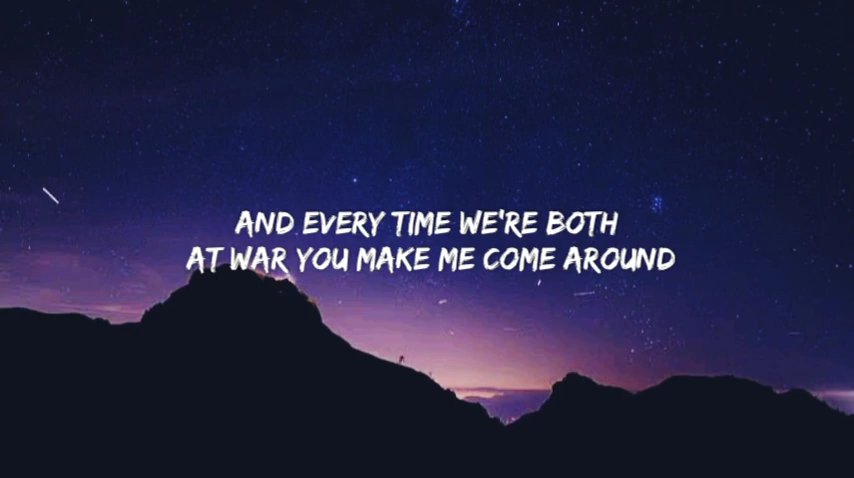 AND EVERY TIME WE'RE BOTH
AT WAR YOU MAKE ME COME AROUND